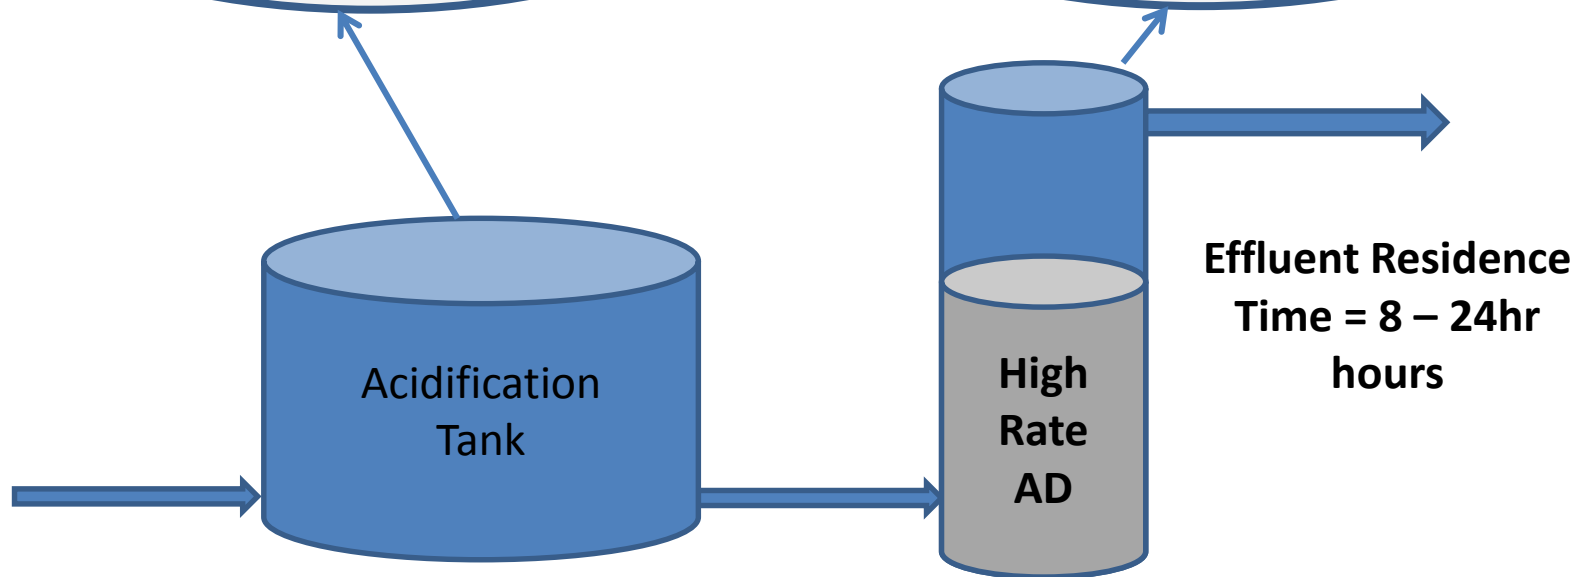 Acidification
Tank
High
Rate
AD
Effluent Residence
Time = 8 – 24hr
hours